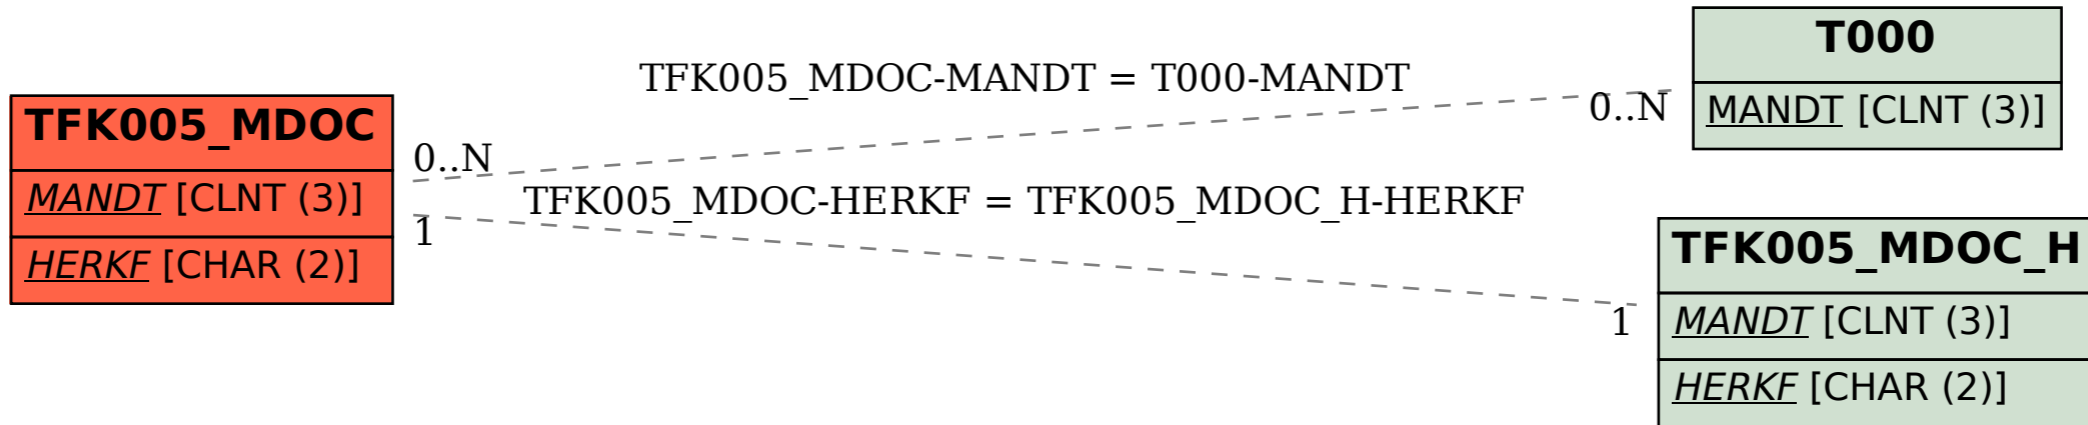 TFK005_MDOC
MANDT [CLNT (3)]
HERKF [CHAR (2)]
TFK005_MDOC-MANDT = T000-MANDT
0..N
0..N
TFK005_MDOC-HERKF = TFK005_MDOC_H-HERKF
1
1
T000
MANDT [CLNT (3)]
TFK005_MDOC_H
MANDT [CLNT (3)]
HERKF [CHAR (2)]